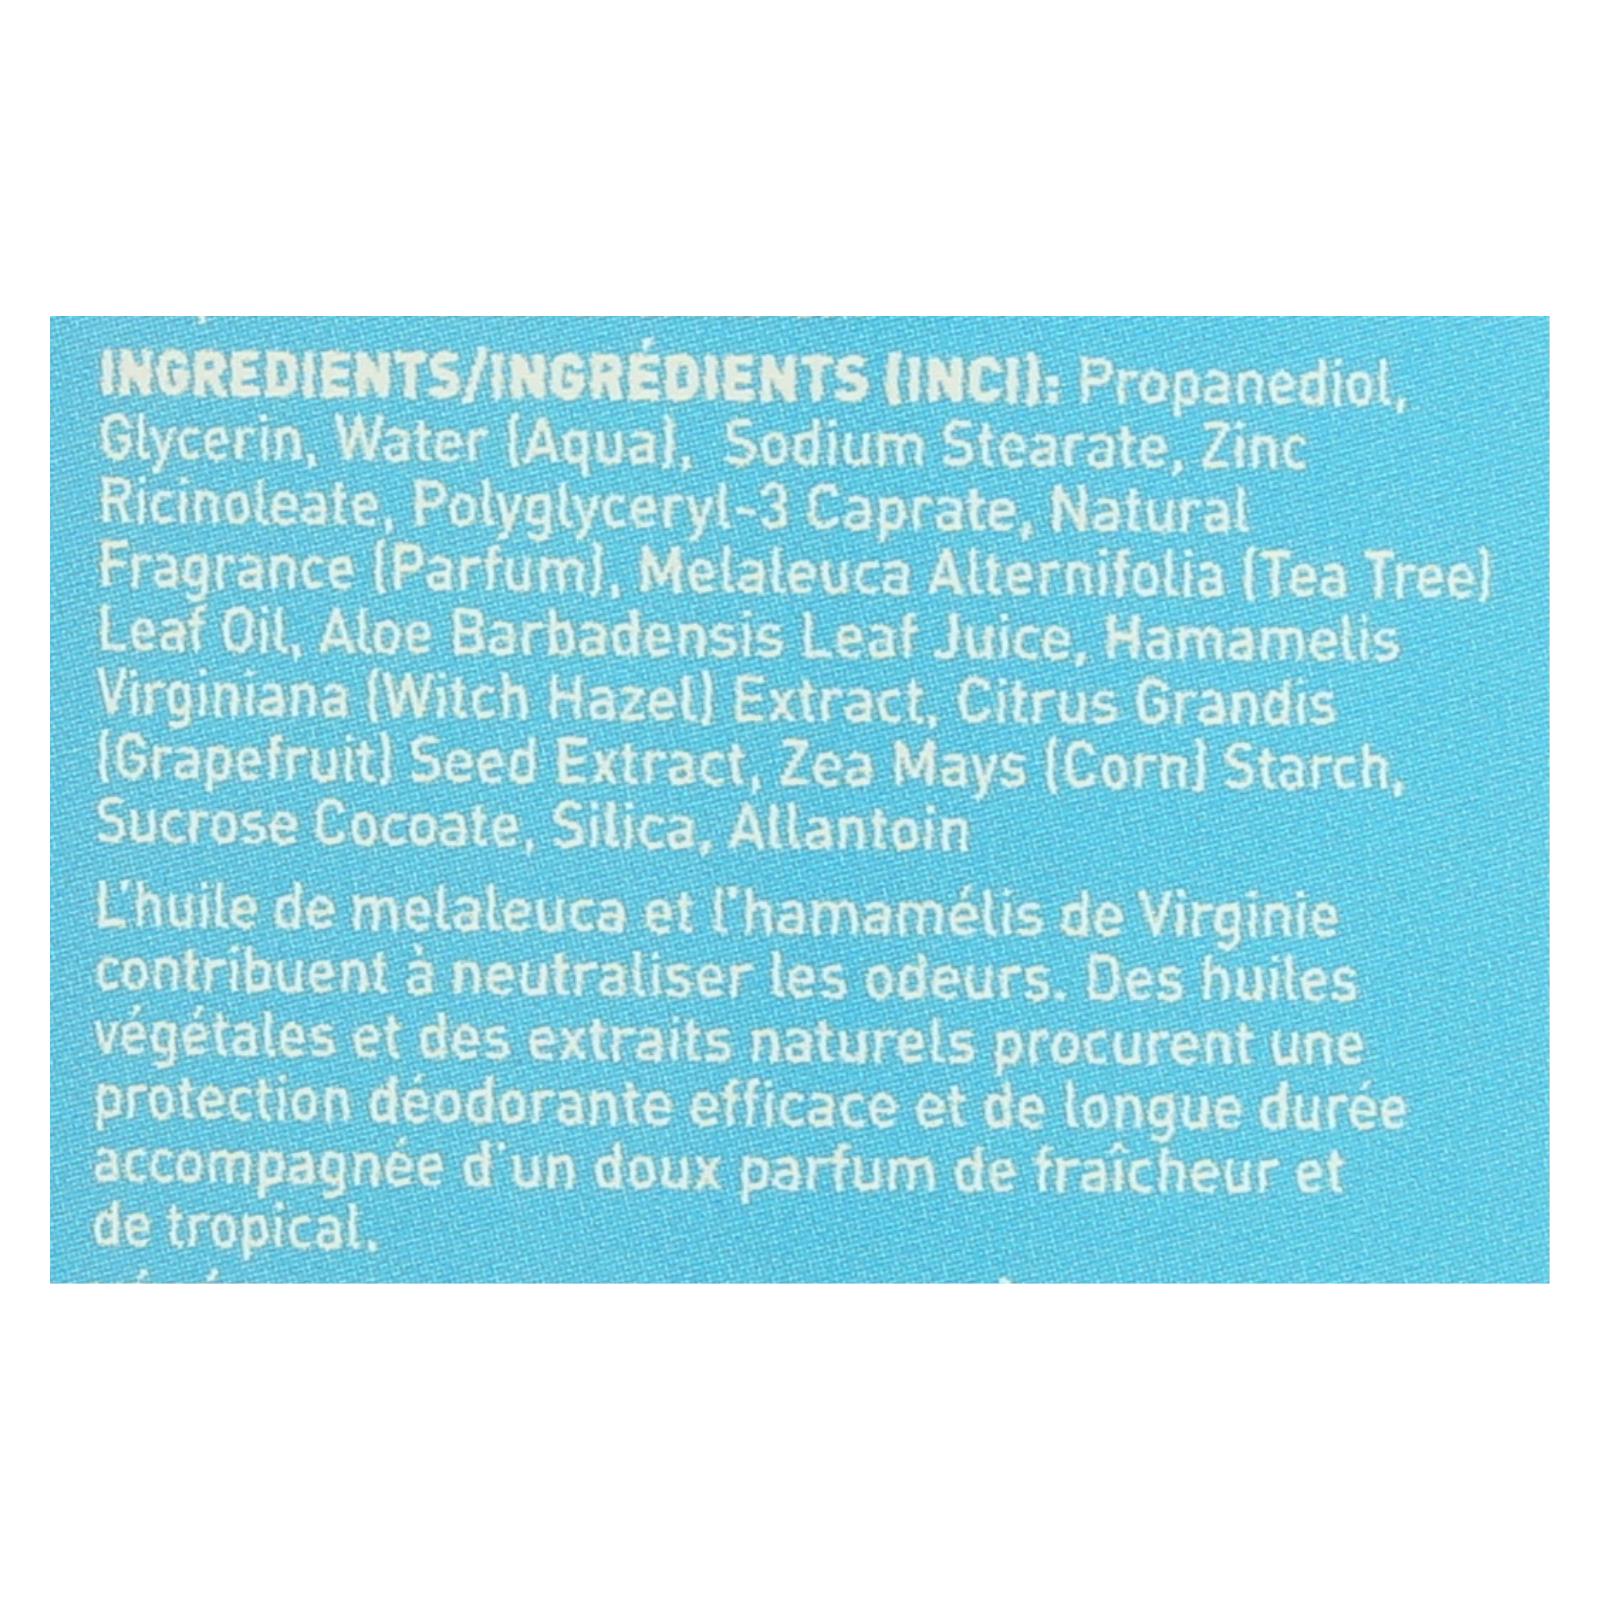 INGREDIENTS/INGRÉDIENTS (INCI): Propanediol,
Glycerin, Water (Aqua), Sodium Stearate, Zinc
Ricinoleate, Polyglyceryl-3 Caprate, Natural
Fragrance (Parfum), Melaleuca Alternifolia (Tea Tree)
Leaf Oil, Aloe Barbadensis Leaf Juice, Hamamelis
Virginiana (Witch Hazel) Extract, Citrus Grandis
(Grapefruit) Seed Extract, Zea Mays (Corn) Starch,
Sucrose Cocoate, Silica, Allantoin
L'huile de melaleuca et l'hamamélis de Virginie
contribuent à neutraliser les odeurs. Des huiles
végétales et des extraits naturels procurent une
protection déodorante efficace et de longue durée
accompagnée d'un doux parfum de fraîcheur et
de tropical.